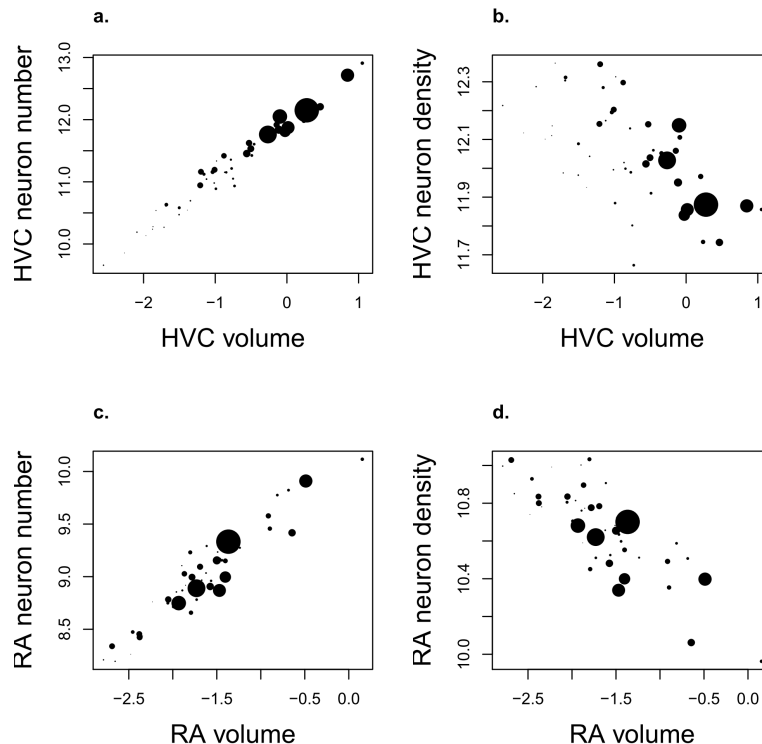 a.
HVC neuron number
13.0
12.0
11.0
10.0
−2
−1
0
1
HVC volume
b.
HVC neuron density
12.3
12.1
11.9
11.7
−2
−1
0
1
HVC volume
c.
RA neuron number
10.0
9.5
9.0
8.5
−2.5
−1.5
−0.5
0.0
RA volume
d.
RA neuron density
10.8
10.4
10.0
−2.5
−1.5
−0.5
0.0
RA volume